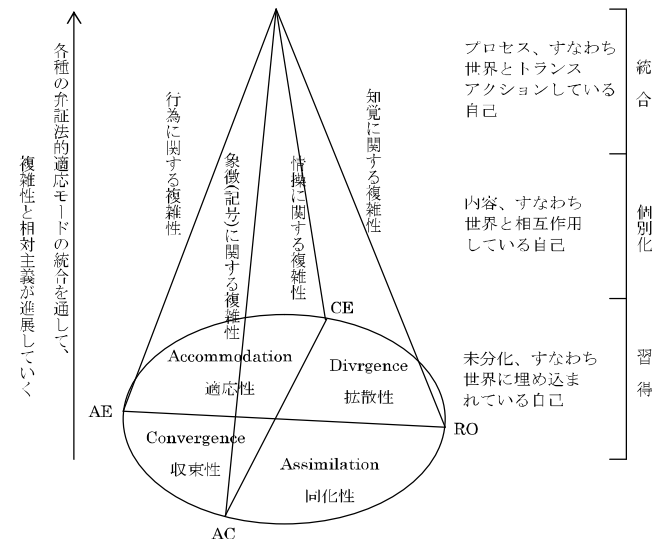 各種の弁証法的適応モードの統合を通して、
複雑性と相対主義が進展していく
行為に関する複雑性
象徴(記号)に関する複雑性
情操に関する複雑性
知覚に関する複雑性
プロセス、すなわち
世界とトランス
アクションしている
自己
統合
内容、すなわち
世界と相互作用
している自己
個別化
未分化、すなわち
世界に埋め込ま
れている自己
習得
CE
Accommodation
適応性
Divrgence
拡散性
AE
RO
Convergence
収束性
Assimilation
同化性
AC